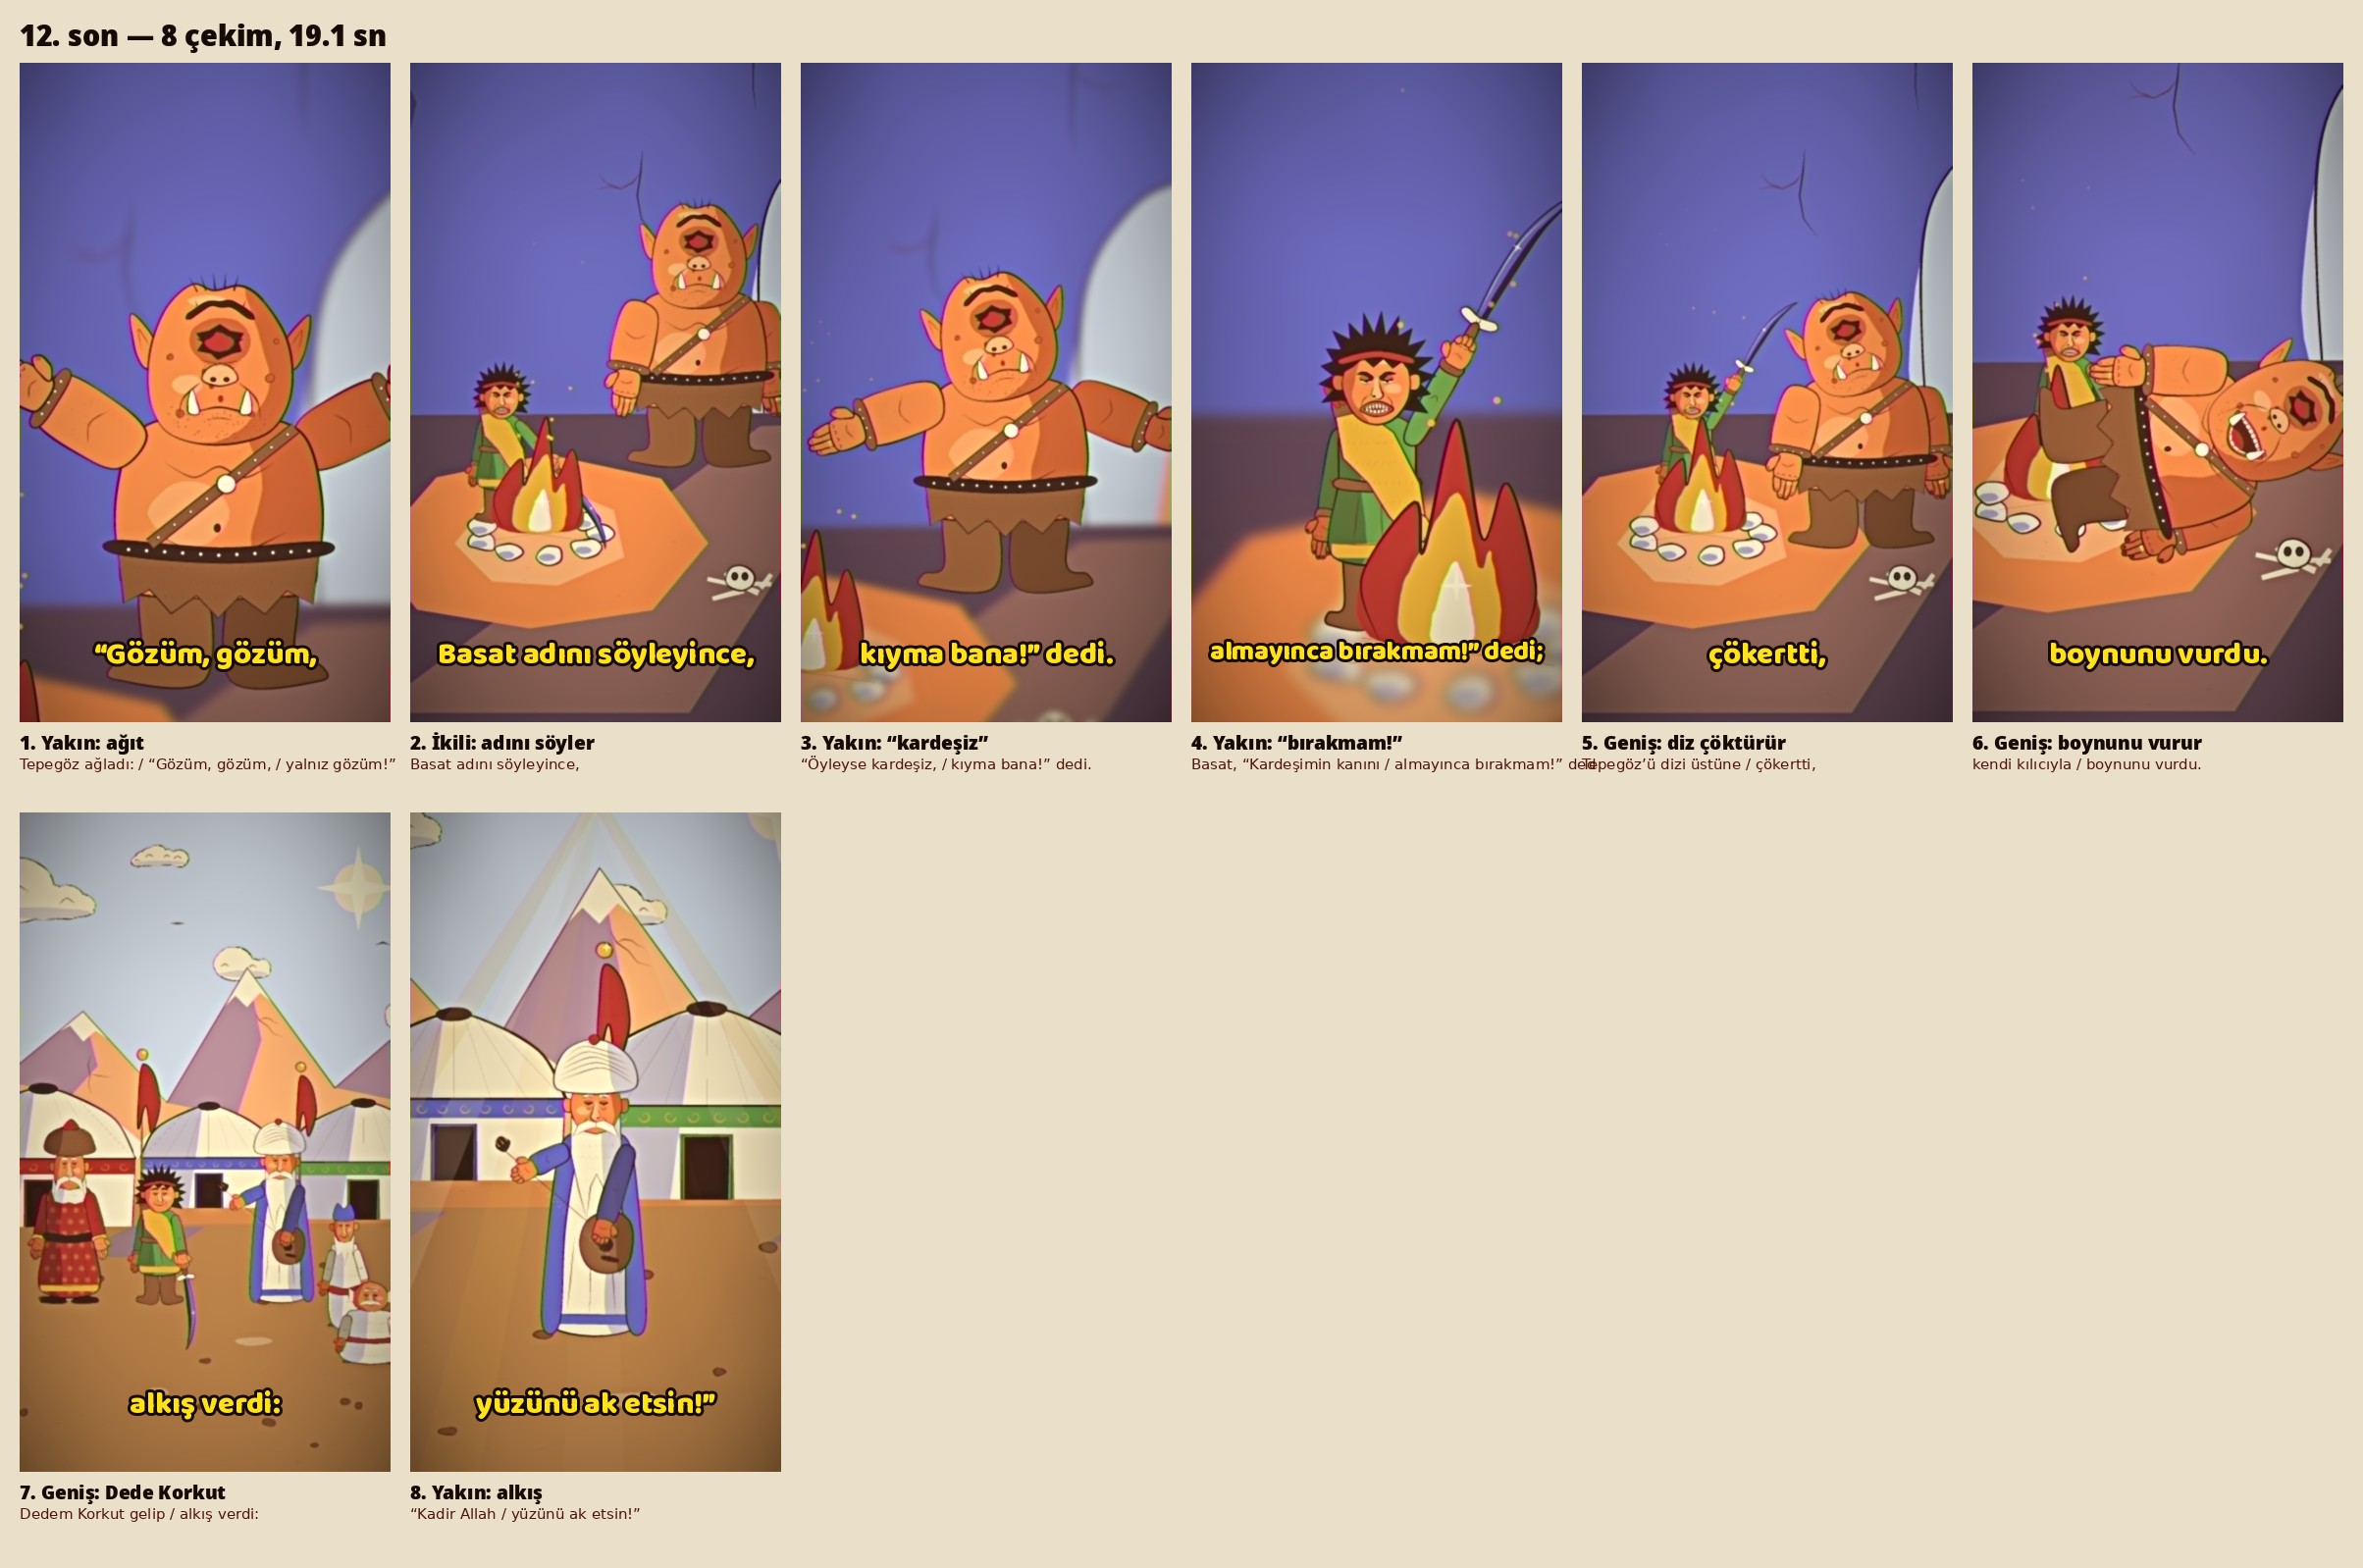 12. son — 8 çekim, 19.1 sn
“Gözüm, gözüm,
Basat adını söyleyince,
kıyma bana!” dedi.
almayınca bırakmam!” dedi;
çökertti,
boynunu vurdu.
1. Yakın: ağıt
Tepegöz ağladı: / “Gözüm, gözüm, / yalnız gözüm!”
2. İkili: adını söyler
Basat adını söyleyince,
3. Yakın: “kardeşiz”
“Öyleyse kardeşiz, / kıyma bana!” dedi.
4. Yakın: “bırakmam!”
Basat, “Kardeşimin kanını / almayınca bırakmam!”
5. Geniş: diz çöktürür
Tepegöz’ü dizi üstüne / çökertti,
6. Geniş: boynunu vurur
kendi kılıcıyla / boynunu vurdu.
alkış verdi:
yüzünü ak etsin!”
7. Geniş: Dede Korkut
Dedem Korkut gelip / alkış verdi:
8. Yakın: alkış
“Kadir Allah / yüzünü ak etsin!”